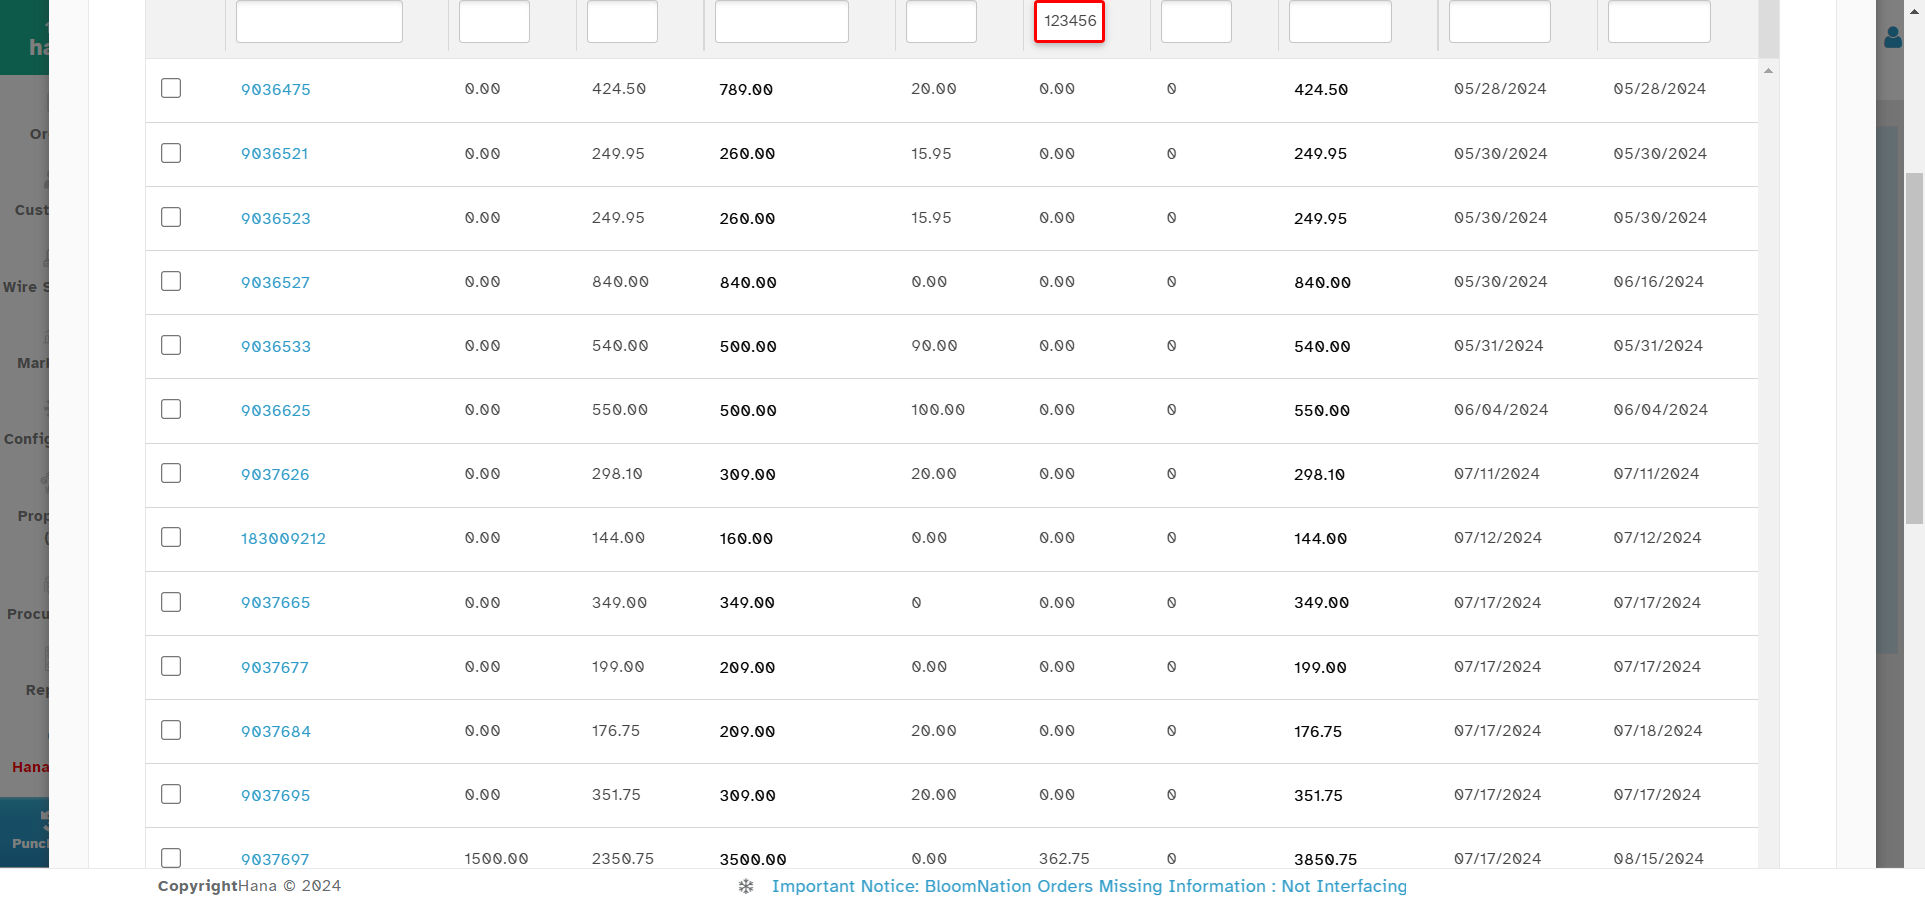 123456
9036475 0.00 424.50 789.00 20.00 0.00 0 424.50 05/28/2024 05/28/2024
9036521 0.00 249.95 260.00 15.95 0.00 0 249.95 05/30/2024 05/30/2024
9036523 0.00 249.95 260.00 15.95 0.00 0 249.95 05/30/2024 05/30/2024
9036527 0.00 840.00 840.00 0.00 0.00 0 840.00 05/30/2024 06/16/2024
9036533 0.00 540.00 500.00 90.00 0.00 0 540.00 05/31/2024 05/31/2024
9036625 0.00 550.00 500.00 100.00 0.00 0 550.00 06/04/2024 06/04/2024
9037626 0.00 298.10 309.00 20.00 0.00 0 298.10 07/11/2024 07/11/2024
183009212 0.00 144.00 160.00 0.00 0.00 0 144.00 07/12/2024 07/12/2024
9037665 0.00 349.00 349.00 0 0.00 0 349.00 07/17/2024 07/17/2024
9037677 0.00 199.00 209.00 0.00 0.00 0 199.00 07/17/2024 07/17/2024
9037684 0.00 176.75 209.00 20.00 0.00 0 176.75 07/17/2024 07/18/2024
Hana
9037695 0.00 351.75 309.00 20.00 0.00 0 351.75 07/17/2024 07/17/2024
9037697 1500.00 2350.75 3500.00 0.00 362.75 0 3850.75 07/17/2024 08/15/2024
CopyrightHana © 2024 Important Notice: BloomNation Orders Missing Information : Not Interfacing